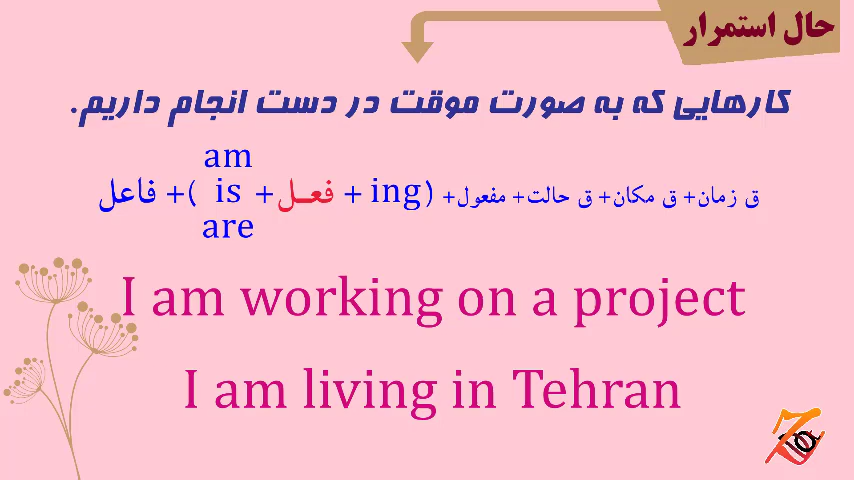 حال استمرار
کارهایی که به صورت موقت در دست انجام داریم.
am
فاعل +( is + فعل + ing) +مفعول +ق حالت +ق مکان +ق زمان
are
I am working on a project
I am living in Tehran